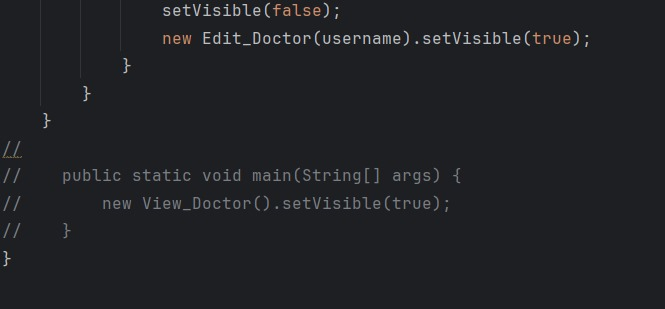 setVisible(false);
new Edit_Doctor(username).setVisible(true);
}
}
}
//
//    public static void main(String[] args) {
//        new View_Doctor().setVisible(true);
//    }
}